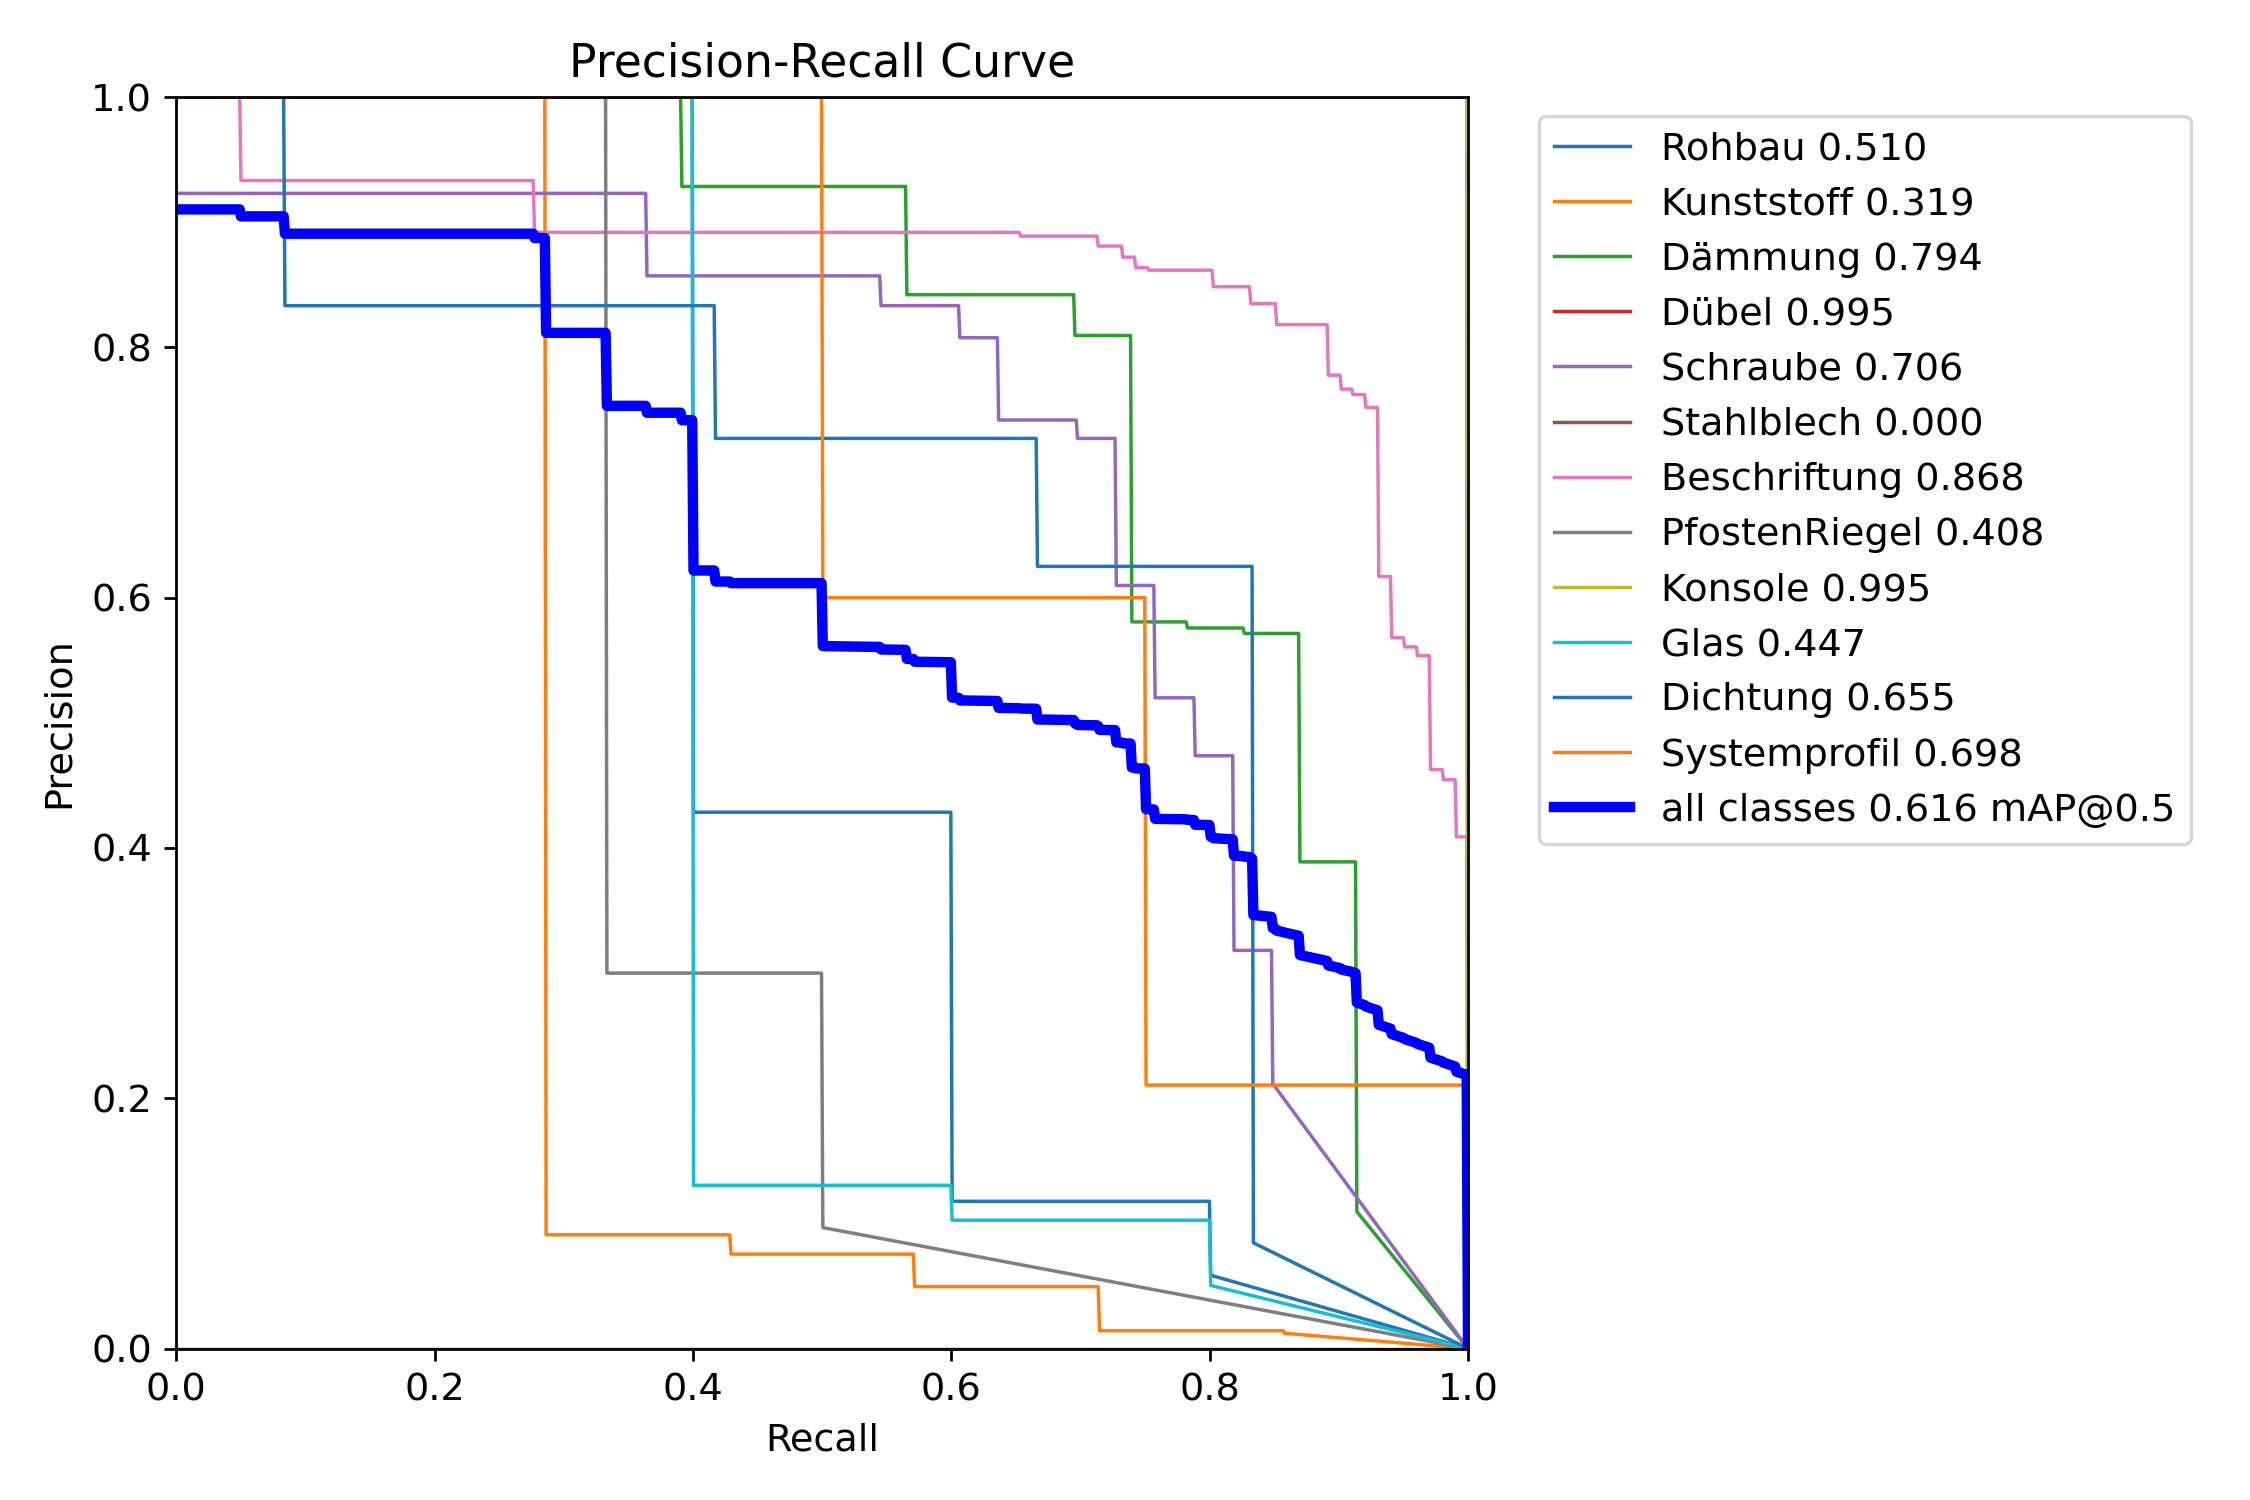 Precision-Recall Curve
1.0
0.8
0.6
0.4
0.2
0.0
Precision
0.0 0.2 0.4 0.6 0.8 1.0
Recall
Rohbau 0.510
Kunststoff 0.319
Dämmung 0.794
Dübel 0.995
Schraube 0.706
Stahlblech 0.000
Beschriftung 0.868
PfostenRiegel 0.408
Konsole 0.995
Glas 0.447
Dichtung 0.655
Systemprofil 0.698
all classes 0.616 mAP@0.5